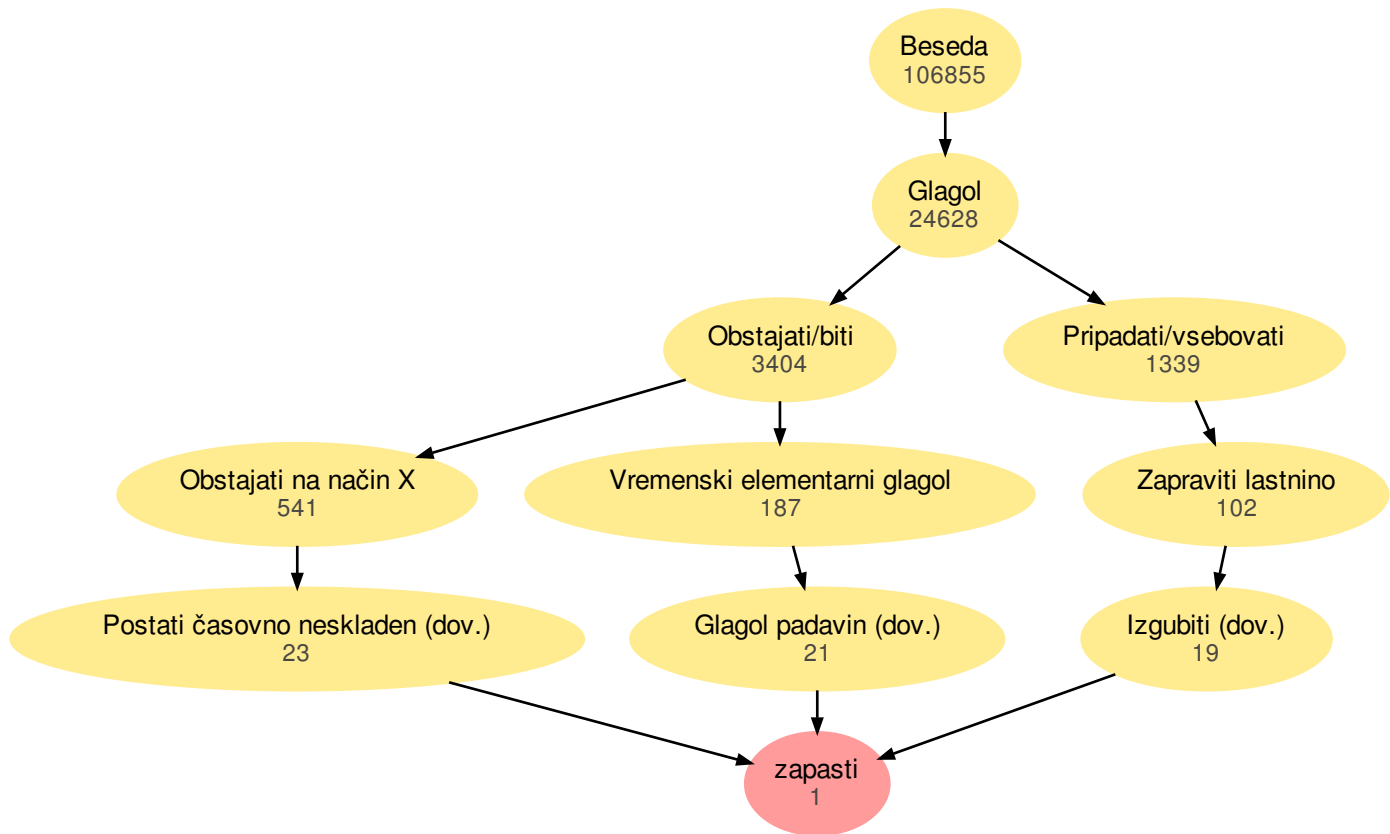 Beseda
106855
Glagol
24628
Obstajati/biti
3404
Pripadati/vsebovati
1339
Obstajati na način X
541
Vremenski elementarni glagol
187
Zapraviti lastnino
102
Postati časovno neskladen (dov.)
23
Glagol padavin (dov.)
21
Izgubiti (dov.)
19
zapasti
1